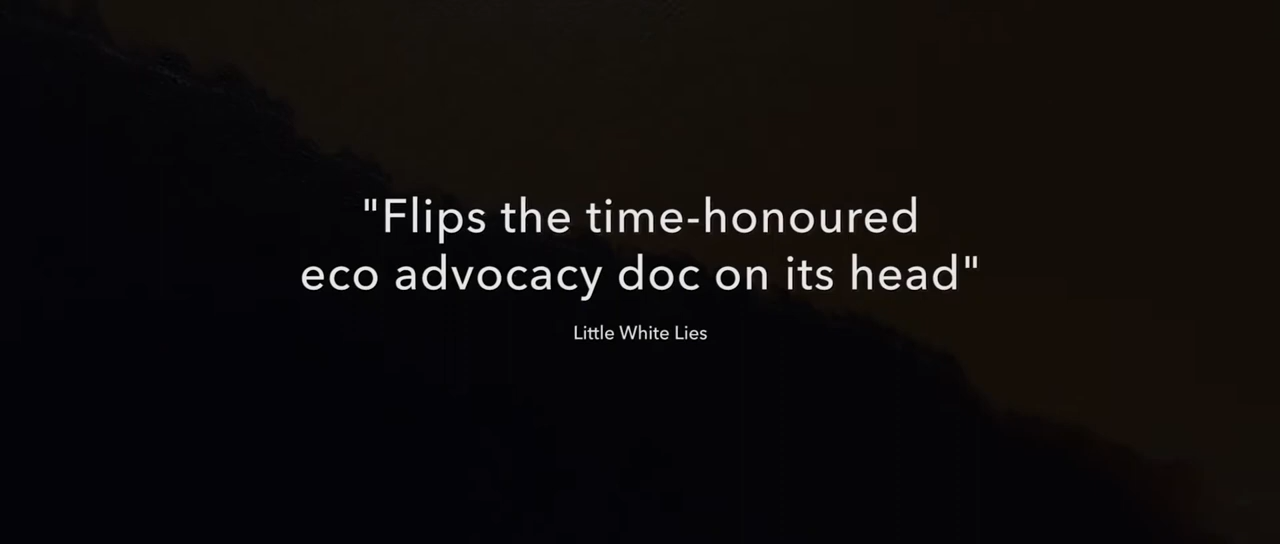 "Flips the time-honoured
eco advocacy doc on its head"
Little White Lies